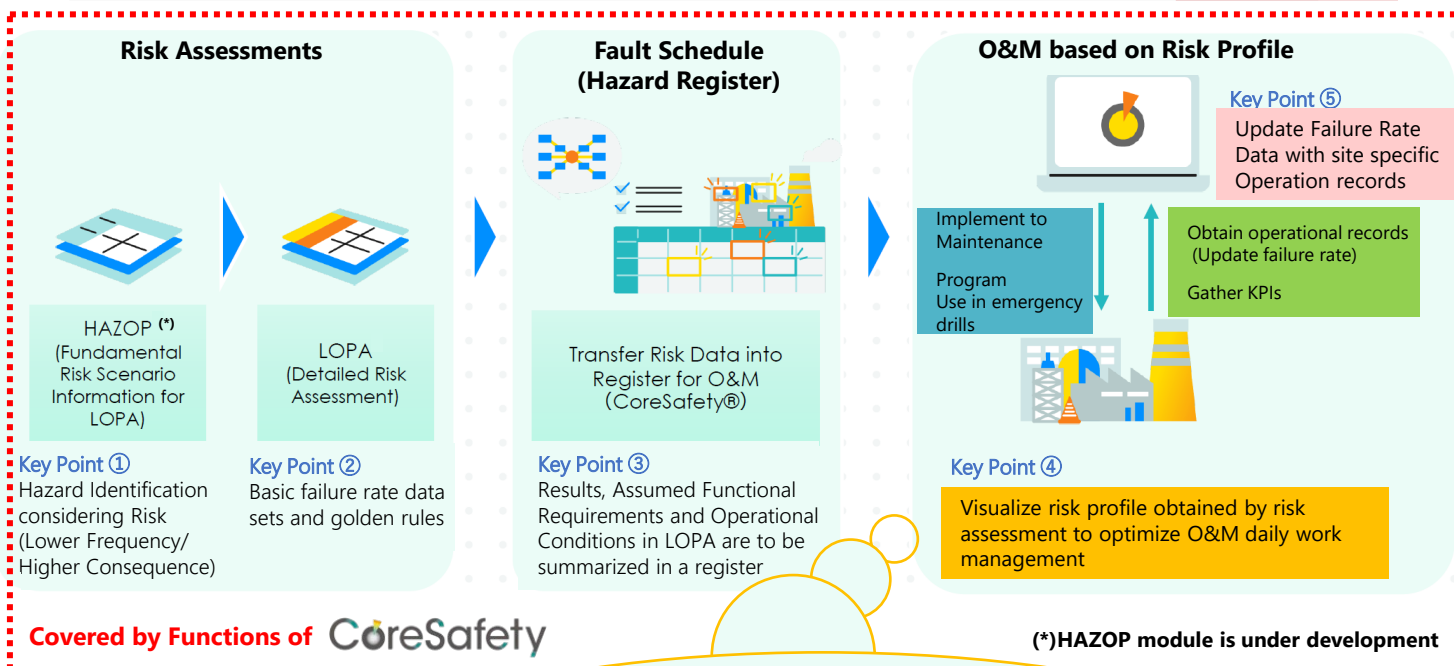 Risk Assessments
HAZOP (*)
(Fundamental
Risk Scenario
Information for
LOPA)
LOPA
(Detailed Risk
Assessment)
Key Point ①
Hazard Identification
considering Risk
(Lower Frequency/
Higher Consequence)
Key Point ②
Basic failure rate data
sets and golden rules
Fault Schedule
(Hazard Register)
Transfer Risk Data into
Register for O&M
(CoreSafety®)
Key Point ③
Results, Assumed Functional
Requirements and Operational
Conditions in LOPA are to be
summarized in a register
O&M based on Risk Profile
Key Point ⑤
Update Failure Rate
Data with site specific
Operation records
Implement to
Maintenance
Program
Use in emergency
drills
Obtain operational records
(Update failure rate)
Gather KPIs
Key Point ④
Visualize risk profile obtained by risk
assessment to optimize O&M daily work
management
Covered by Functions of CoreSafety
(*)HAZOP module is under development